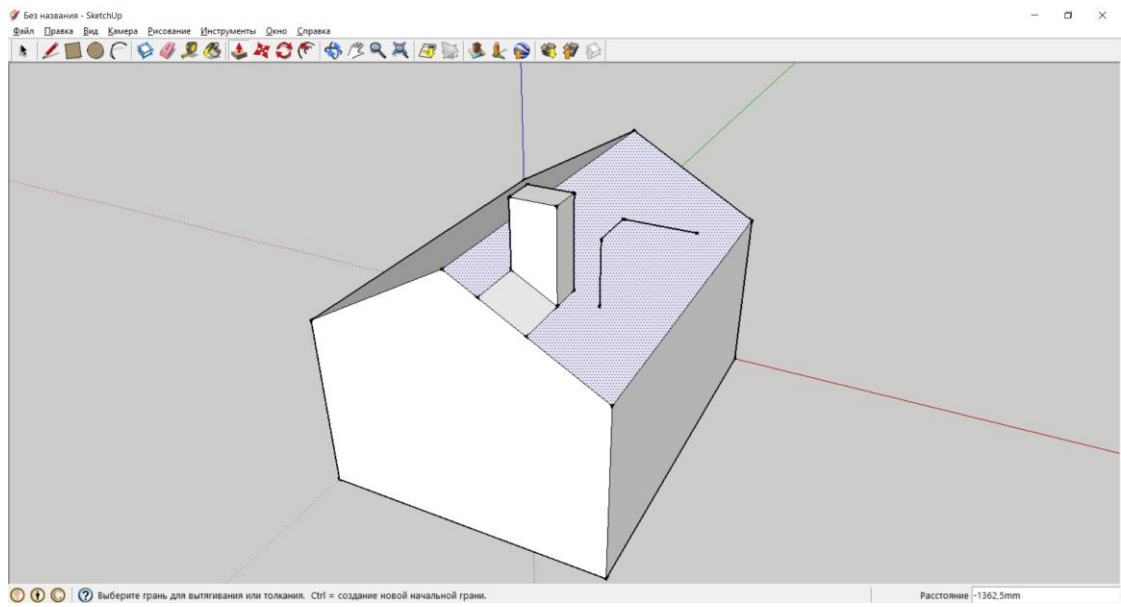 Без названия - SketchUp
Файл Правка Вид Камера Рисование Инструменты Окно Справка
Выберите грань для вытягивания или толкания. Ctrl = создание новой начальной грани.
Расстояние -1362,5mm